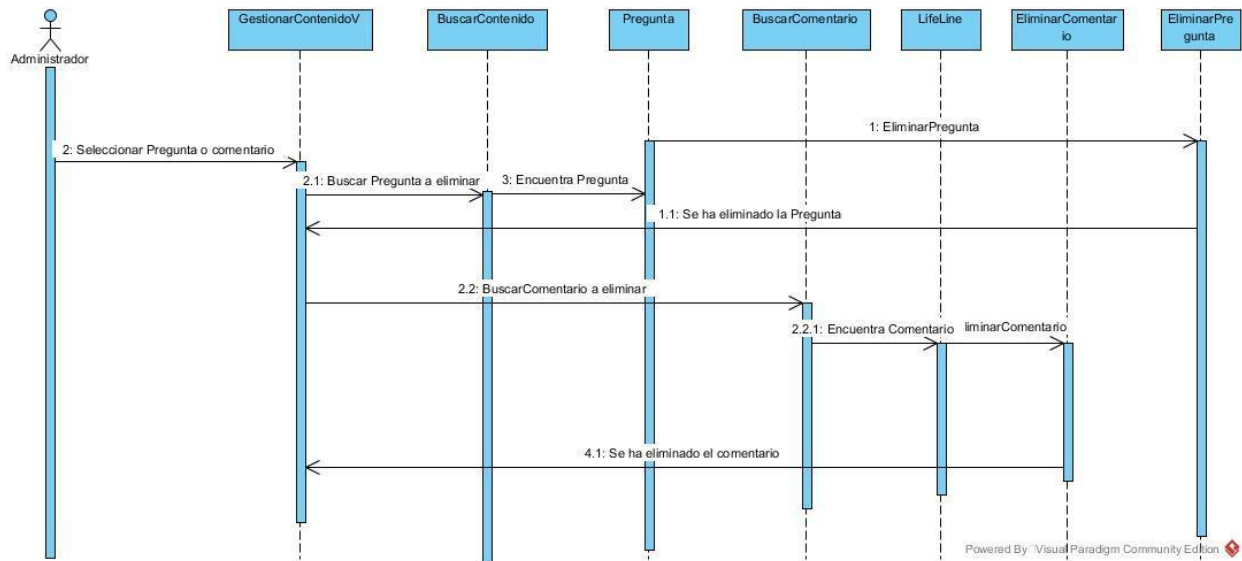 GestionarContenidoV
BuscarContenido
Pregunta
BuscarComentario
LifeLine
EliminarComentar
io
EliminarPre
gunta
Administrador
1: EliminarPregunta
2: Seleccionar Pregunta o comentario
2.1: Buscar Pregunta a eliminar
3: Encuentra Pregunta
1.1: Se ha eliminado la Pregunta
2.2: BuscarComentario a eliminar
2.2.1: Encuentra Comentario
liminarComentario
4.1: Se ha eliminado el comentario
Powered By Visual Paradigm Community Edition